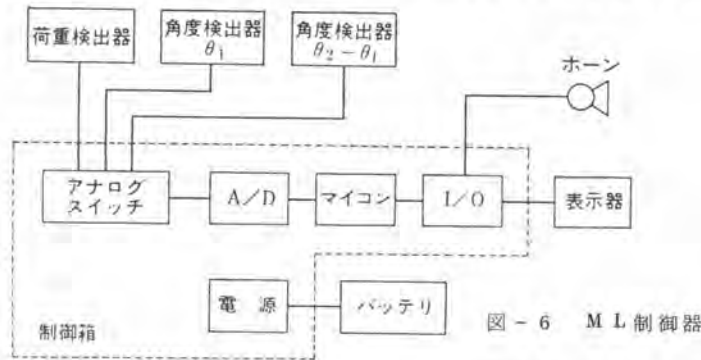 荷重検出器
角度検出器
θ1
角度検出器
θ2－θ1
ホーン
アナログ
スイッチ
A／D
マイコン
I／O
表示器
電 源
バッテリ
制御箱
図－6 ML制御器